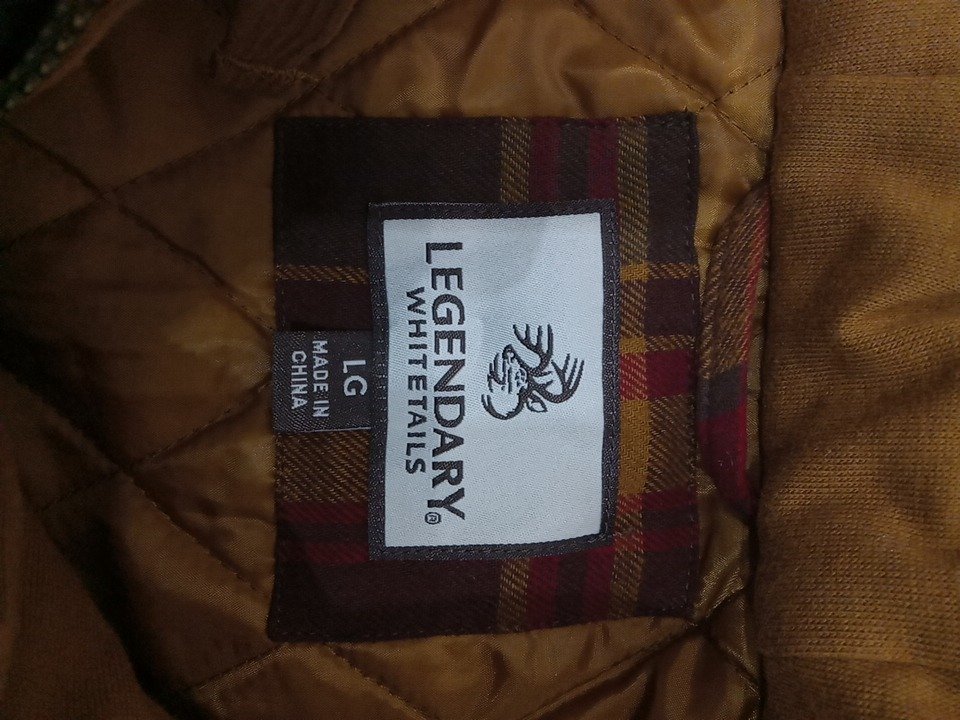 LEGENDARY
WHITETAILS®
LG
MADE IN
CHINA